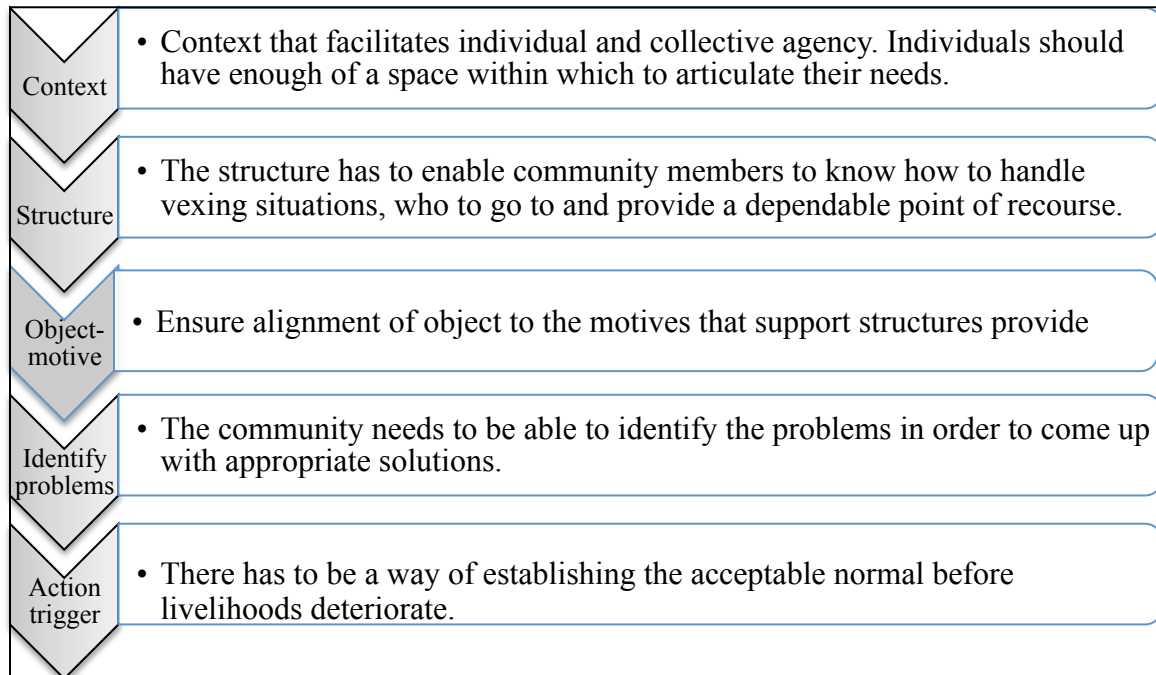 Context
• Context that facilitates individual and collective agency. Individuals should
have enough of a space within which to articulate their needs.
Structure
• The structure has to enable community members to know how to handle
vexing situations, who to go to and provide a dependable point of recourse.
Object-
motive
• Ensure alignment of object to the motives that support structures provide
Identify
problems
• The community needs to be able to identify the problems in order to come up
with appropriate solutions.
Action
trigger
• There has to be a way of establishing the acceptable normal before
livelihoods deteriorate.